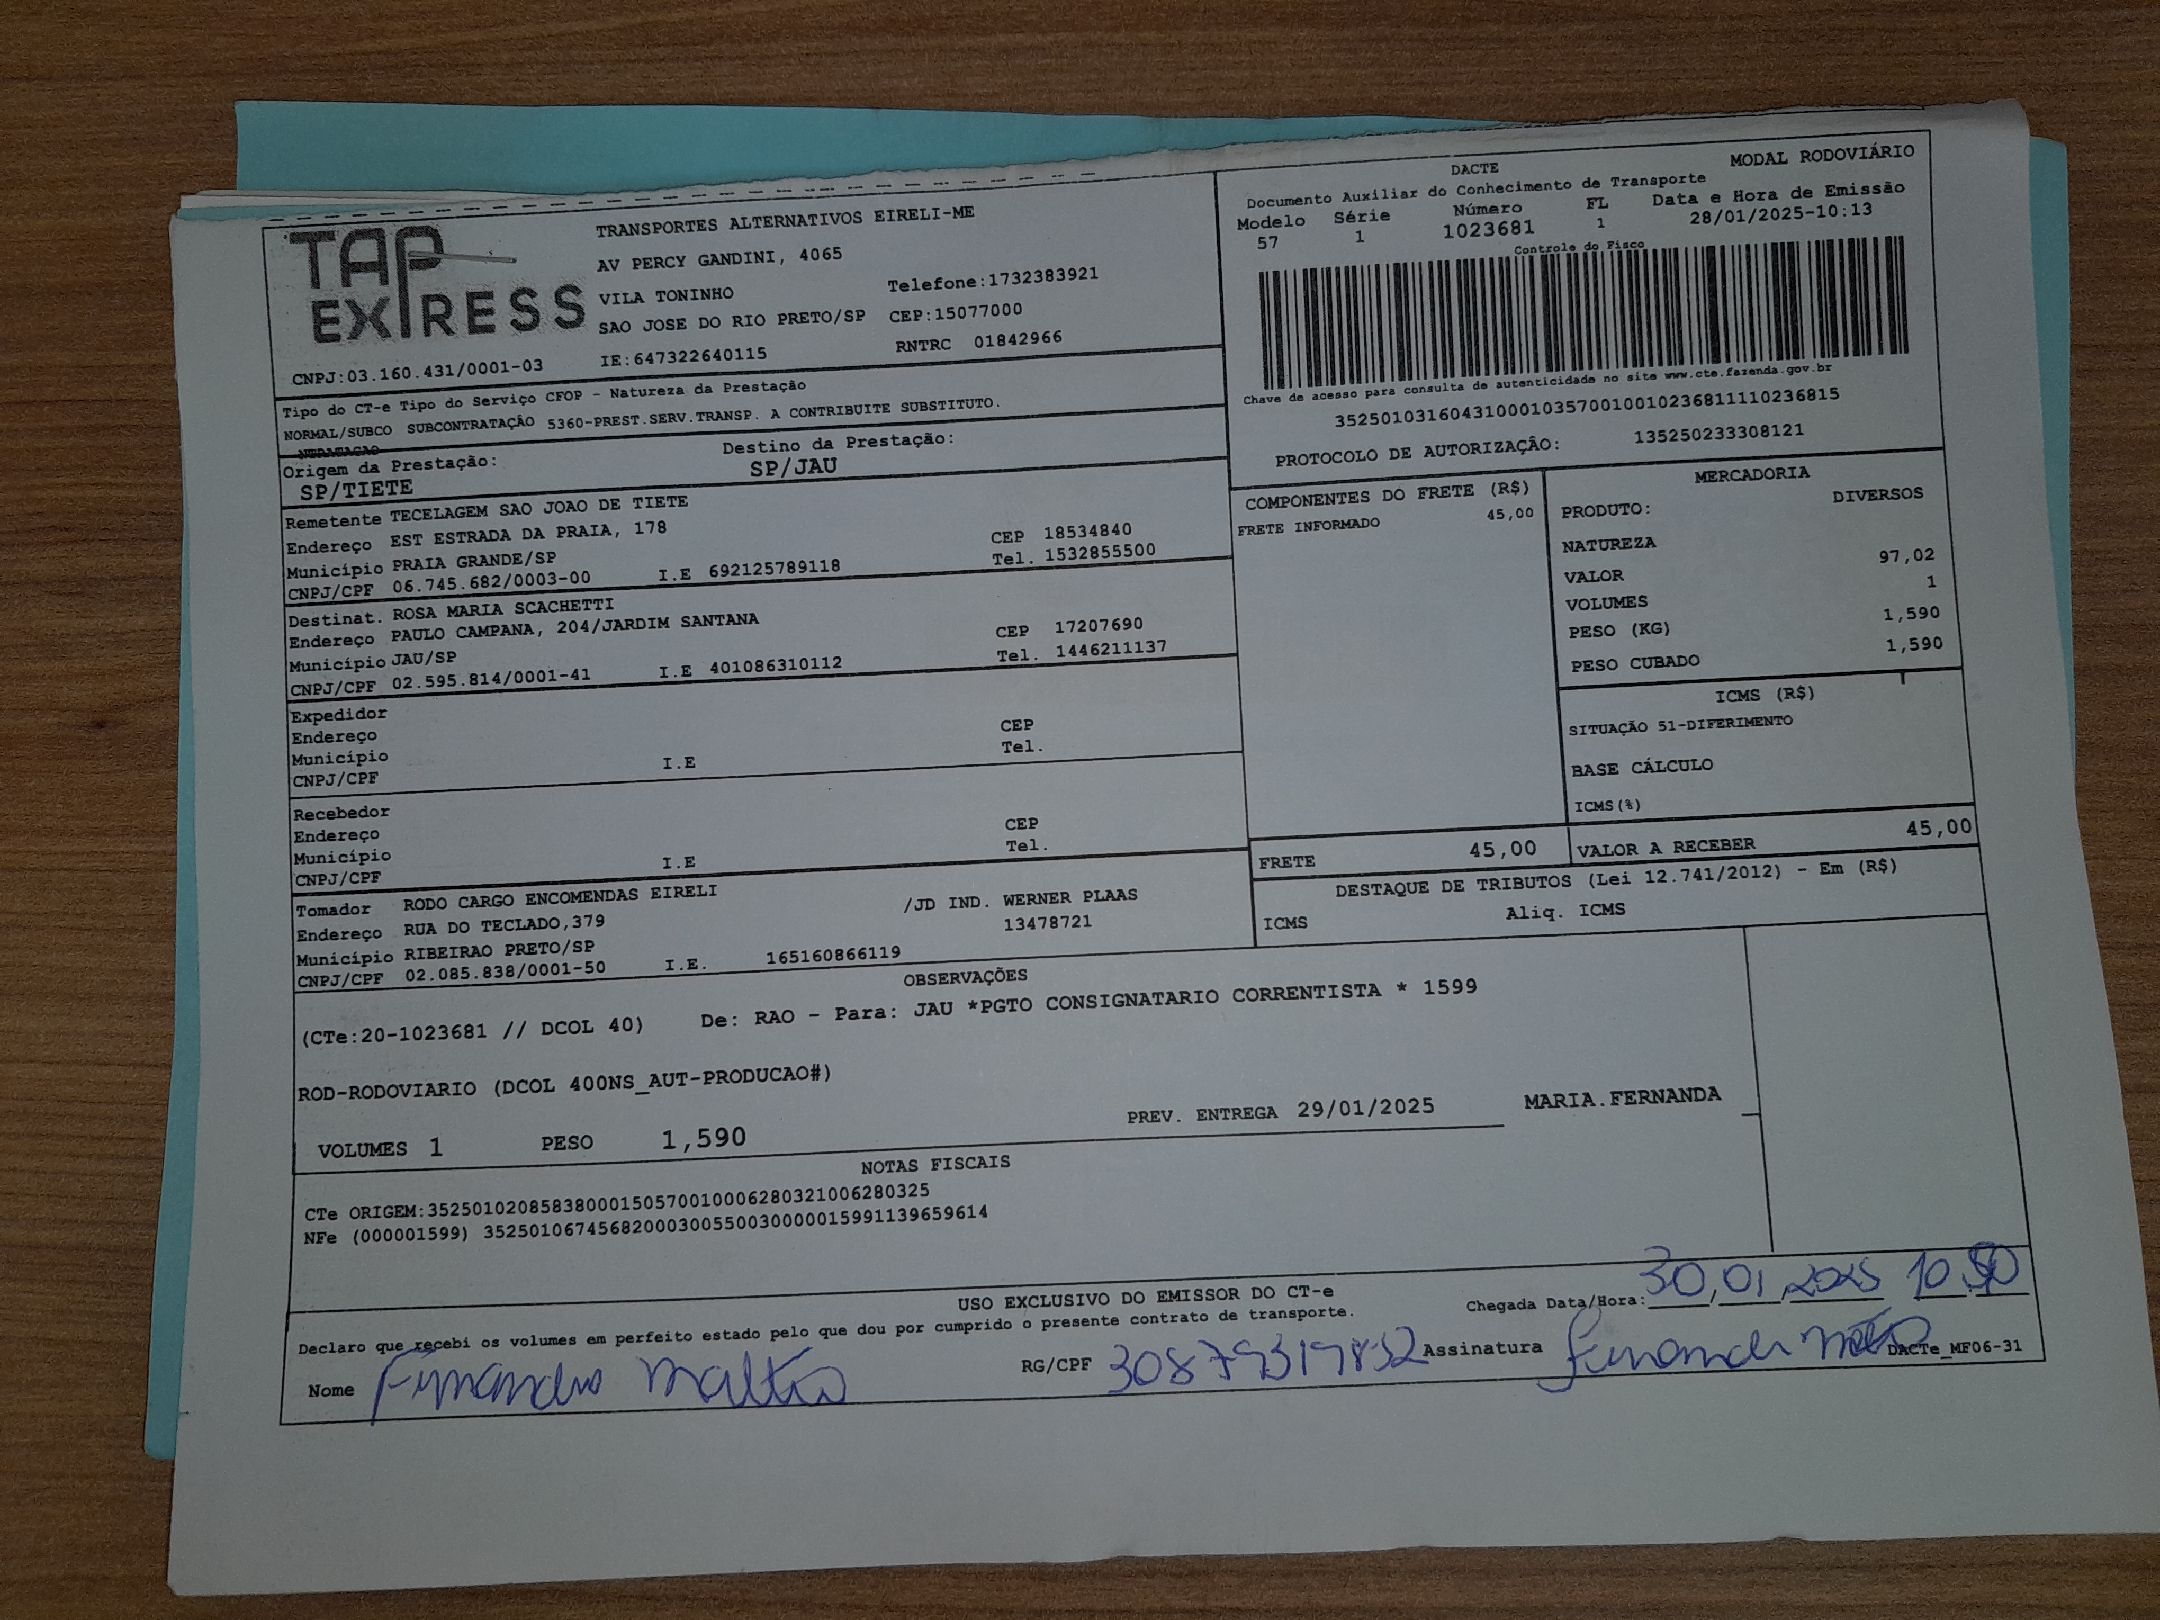 TAP EXPRESS
TRANSPORTES ALTERNATIVOS EIRELI-ME
AV PERCY GANDINI, 4065
VILA TONINHO Telefone:1732383921
SAO JOSE DO RIO PRETO/SP CEP:15077000
CNPJ:03.160.431/0001-03 IE:647322640115 RNTRC 01842966
DACTE MODAL RODOVIÁRIO
Documento Auxiliar do Conhecimento de Transporte
Modelo Série Número FL Data e Hora de Emissão
57 1 1023681 1 28/01/2025-10:13
Controle do Fisco
Chave de acesso para consulta de autenticidade no site www.cte.fazenda.gov.br
35250103160431000103570010010236811110236815
PROTOCOLO DE AUTORIZAÇÃO: 135250233308121
Tipo do CT-e Tipo do Serviço CFOP - Natureza da Prestação
NORMAL/SUBCO SUBCONTRATAÇÃO 5360-PREST.SERV.TRANSP. A CONTRIBUITE SUBSTITUTO.
NTRATACAO
Origem da Prestação: Destino da Prestação:
SP/TIETE SP/JAU
Remetente TECELAGEM SAO JOAO DE TIETE
Endereço EST ESTRADA DA PRAIA, 178 CEP 18534840
Município PRAIA GRANDE/SP Tel. 1532855500
CNPJ/CPF 06.745.682/0003-00 I.E 692125789118
Destinat. ROSA MARIA SCACHETTI
Endereço PAULO CAMPANA, 204/JARDIM SANTANA CEP 17207690
Município JAU/SP Tel. 1446211137
CNPJ/CPF 02.595.814/0001-41 I.E 401086310112
Expedidor
Endereço CEP
Município Tel.
CNPJ/CPF I.E
Recebedor
Endereço CEP
Município Tel.
CNPJ/CPF I.E
Tomador RODO CARGO ENCOMENDAS EIRELI /JD IND. WERNER PLAAS
Endereço RUA DO TECLADO,379 13478721
Município RIBEIRAO PRETO/SP
CNPJ/CPF 02.085.838/0001-50 I.E. 165160866119
COMPONENTES DO FRETE (R$)
FRETE INFORMADO 45,00
MERCADORIA
PRODUTO: DIVERSOS
NATUREZA
VALOR 97,02
VOLUMES 1
PESO (KG) 1,590
PESO CUBADO 1,590
ICMS (R$)
SITUAÇÃO 51-DIFERIMENTO
BASE CÁLCULO
ICMS(%)
FRETE 45,00 VALOR A RECEBER 45,00
DESTAQUE DE TRIBUTOS (Lei 12.741/2012) - Em (R$)
ICMS Aliq. ICMS
OBSERVAÇÕES
(CTe:20-1023681 // DCOL 40) De: RAO - Para: JAU *PGTO CONSIGNATARIO CORRENTISTA * 1599
ROD-RODOVIARIO (DCOL 400NS_AUT-PRODUCAO#)
VOLUMES 1 PESO 1,590 PREV. ENTREGA 29/01/2025 MARIA.FERNANDA
NOTAS FISCAIS
CTe ORIGEM:35250102085838000150570010006280321006280325
NFe (000001599) 35250106745682000300550030000015991139659614
USO EXCLUSIVO DO EMISSOR DO CT-e
Declaro que recebi os volumes em perfeito estado pelo que dou por cumprido o presente contrato de transporte. Chegada Data/Hora: 30,01,2025 10,50
Nome RG/CPF 30879319832 Assinatura DACTe_MF06-31